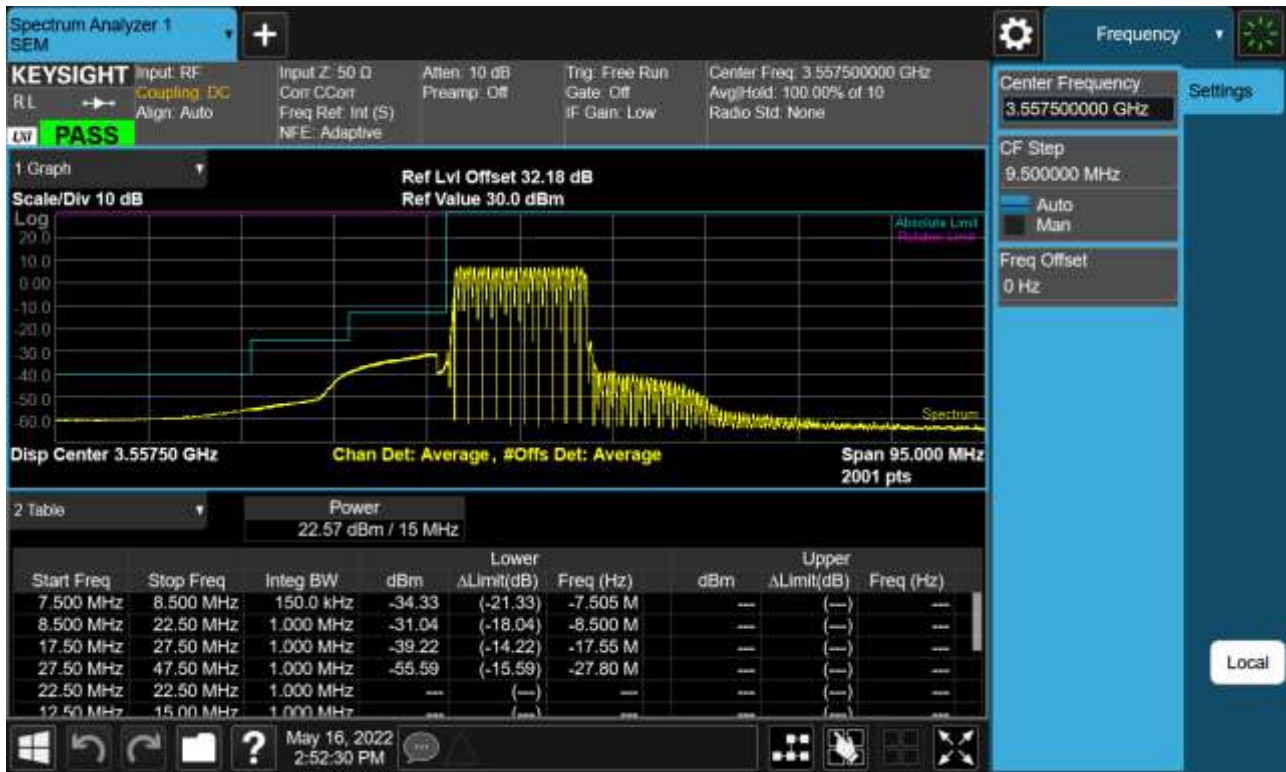 Spectrum Analyzer 1
SEM
+
Frequency
KEYSIGHT
RL
LXI
PASS
Input: RF
Coupling: DC
Align: Auto
Input Z: 50 Ω
Corr CCorr
Freq Ref: Int (S)
NFE: Adaptive
Atten: 10 dB
Preamp: Off
Trig: Free Run
Gate: Off
IF Gain: Low
Center Freq: 3.557500000 GHz
Avg|Hold: 100.00% of 10
Radio Std: None
Center Frequency
3.557500000 GHz
Settings
CF Step
9.500000 MHz
Auto
Man
Freq Offset
0 Hz
Local
1 Graph
Scale/Div 10 dB
Ref Lvl Offset 32.18 dB
Ref Value 30.0 dBm
Log
20.0
10.0
0.00
-10.0
-20.0
-30.0
-40.0
-50.0
-60.0
Absolute Limit
Relative Limit
Spectrum
Disp Center 3.55750 GHz
Chan Det: Average, #Offs Det: Average
Span 95.000 MHz
2001 pts
2 Table
Power
22.57 dBm / 15 MHz
Lower Upper
Start Freq Stop Freq Integ BW dBm ΔLimit(dB) Freq (Hz) dBm ΔLimit(dB) Freq (Hz)
7.500 MHz 8.500 MHz 150.0 kHz -34.33 (-21.33) -7.505 M --- (---) ---
8.500 MHz 22.50 MHz 1.000 MHz -31.04 (-18.04) -8.500 M --- (---) ---
17.50 MHz 27.50 MHz 1.000 MHz -39.22 (-14.22) -17.55 M --- (---) ---
27.50 MHz 47.50 MHz 1.000 MHz -55.59 (-15.59) -27.80 M --- (---) ---
22.50 MHz 22.50 MHz 1.000 MHz --- (---) --- --- (---) ---
12.50 MHz 15.00 MHz 1.000 MHz --- (---) --- --- (---) ---
?
May 16, 2022
2:52:30 PM